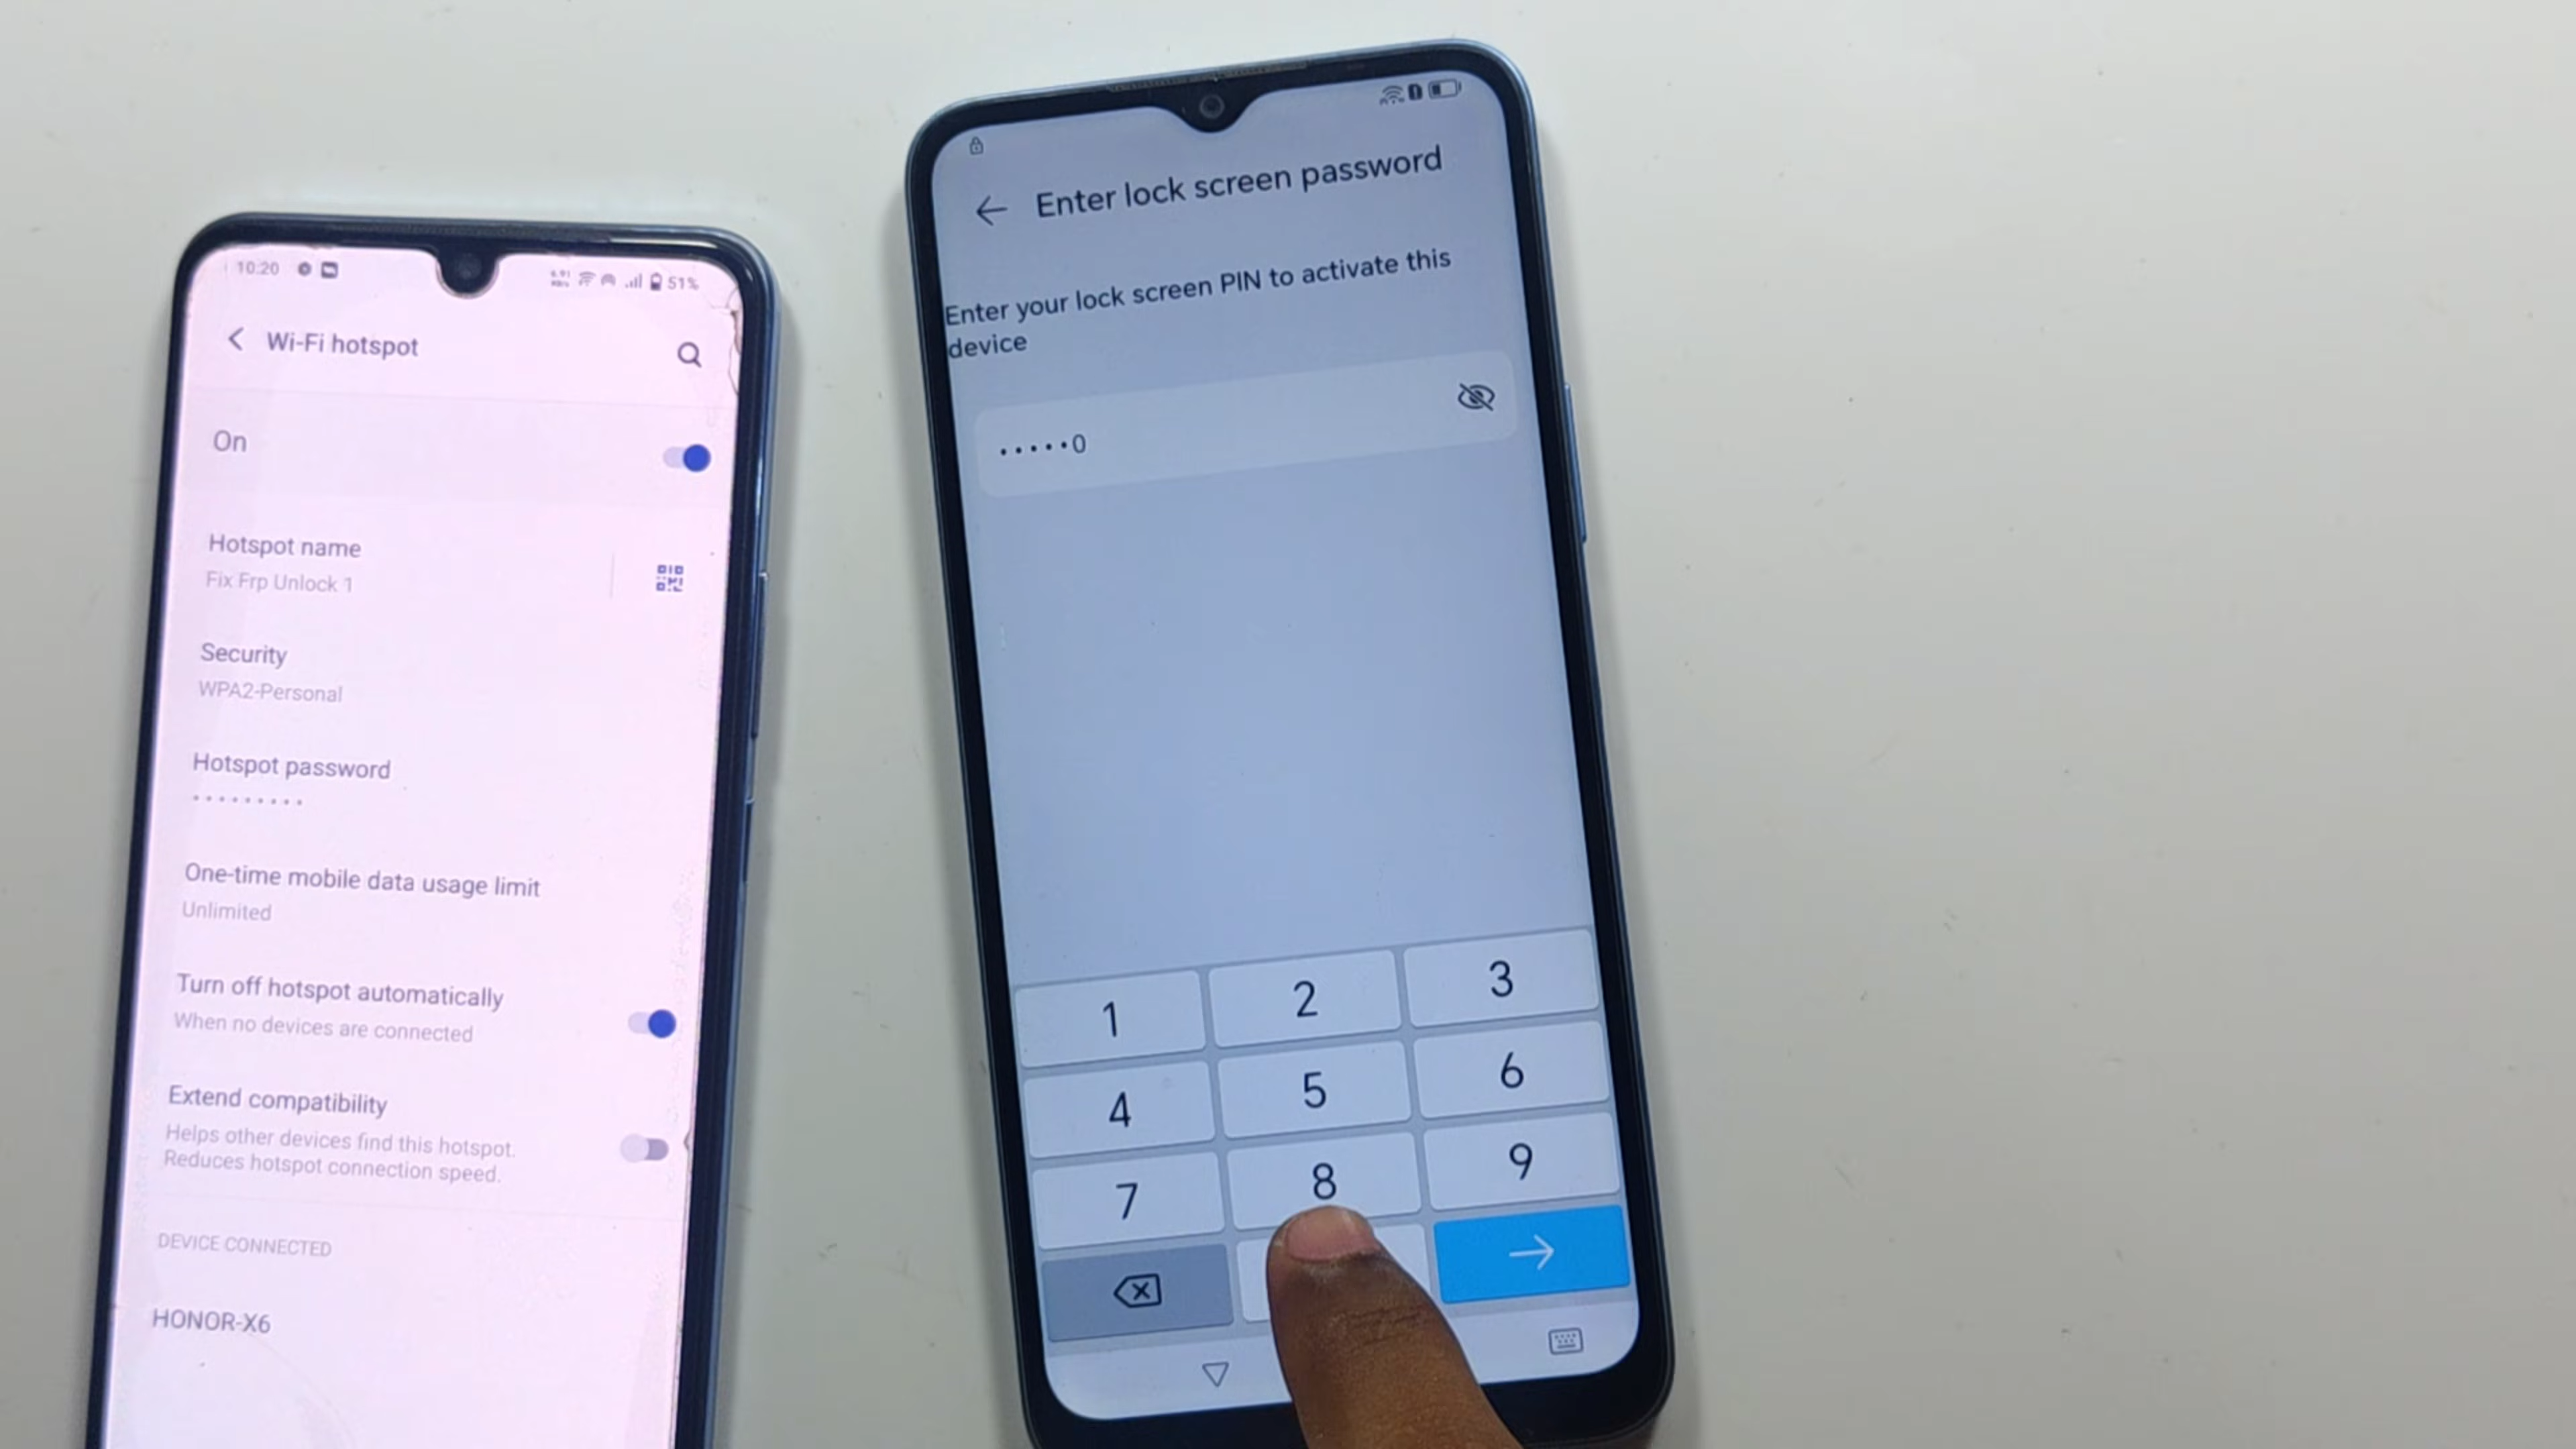 10:20
51%
Wi-Fi hotspot
On
Hotspot name
Fix Frp Unlock 1
Security
WPA2-Personal
Hotspot password
•••••••••
One-time mobile data usage limit
Unlimited
Turn off hotspot automatically
When no devices are connected
Extend compatibility
Helps other devices find this hotspot.
Reduces hotspot connection speed.
DEVICE CONNECTED
HONOR-X6
Enter lock screen password
Enter your lock screen PIN to activate this
device
•••••0
1 2 3
4 5 6
7 8 9